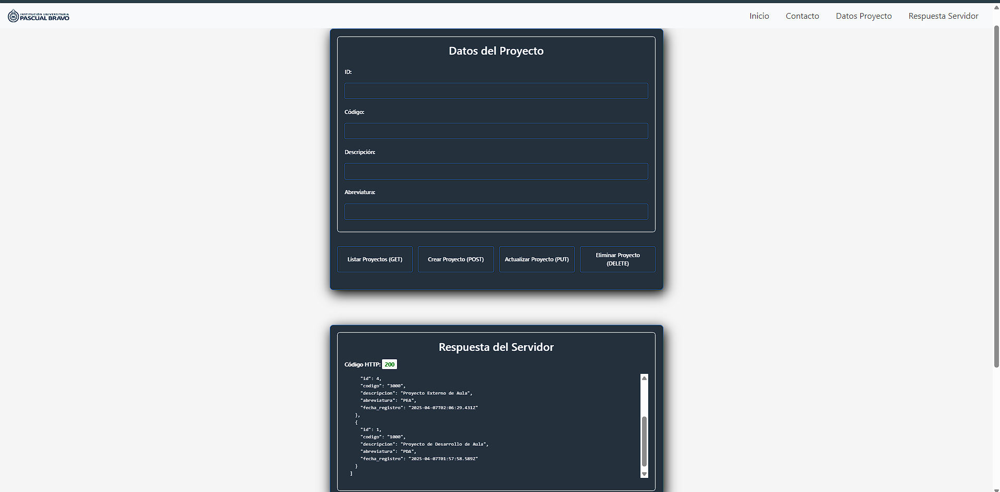 INSTITUCIÓN UNIVERSITARIA
PASCUAL BRAVO
Inicio
Contacto
Datos Proyecto
Respuesta Servidor
Datos del Proyecto
ID:
Código:
Descripción:
Abreviatura:
Listar Proyectos (GET)
Crear Proyecto (POST)
Actualizar Proyecto (PUT)
Eliminar Proyecto
(DELETE)
Respuesta del Servidor
Código HTTP: 200
"id": 4,
"codigo": "3000",
"descripcion": "Proyecto Externo de Aula",
"abreviatura": "PEA",
"fecha_registro": "2025-04-07T02:06:29.431Z"
},
{
"id": 1,
"codigo": "1000",
"descripcion": "Proyecto de Desarrollo de Aula",
"abreviatura": "PDA",
"fecha_registro": "2025-04-07T01:57:58.589Z"
}
]